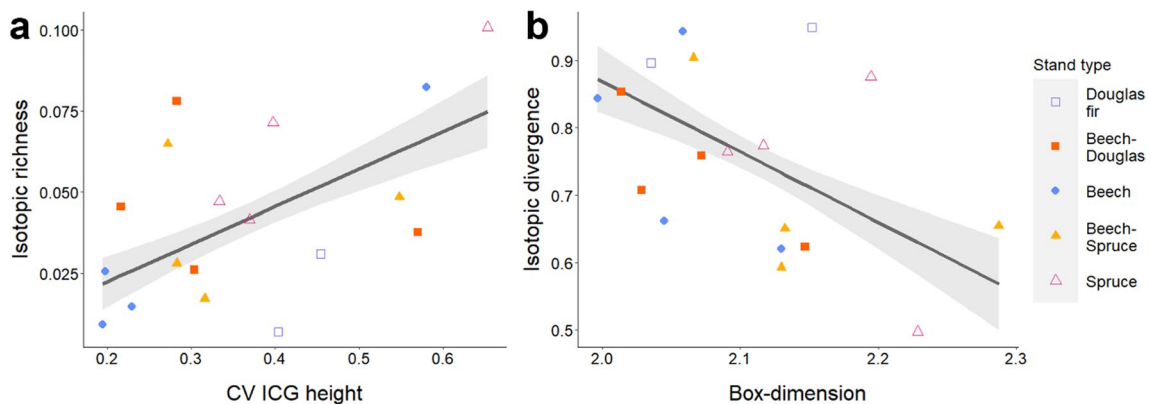 a
Isotopic richness
0.100
0.075
0.050
0.025
0.2 0.3 0.4 0.5 0.6
CV ICG height
b
Isotopic divergence
0.9
0.8
0.7
0.6
0.5
2.0 2.1 2.2 2.3
Box-dimension
Stand type
Douglas
fir
Beech-
Douglas
Beech
Beech-
Spruce
Spruce